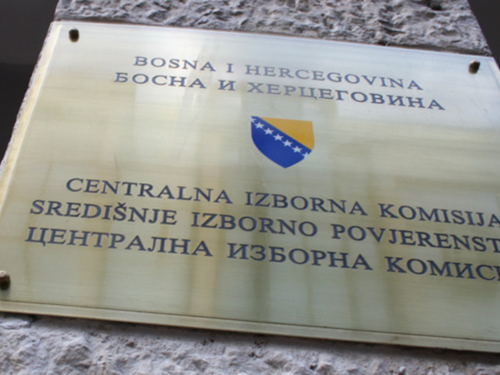 BOSNA I HERCEGOVINA
БОСНА И ХЕРЦЕГОВИНА
CENTRALNA IZBORNA KOMISIJA
SREDIŠNJE IZBORNO POVJERENST
ЦЕНТРАЛНА ИЗБОРНА КОМИС